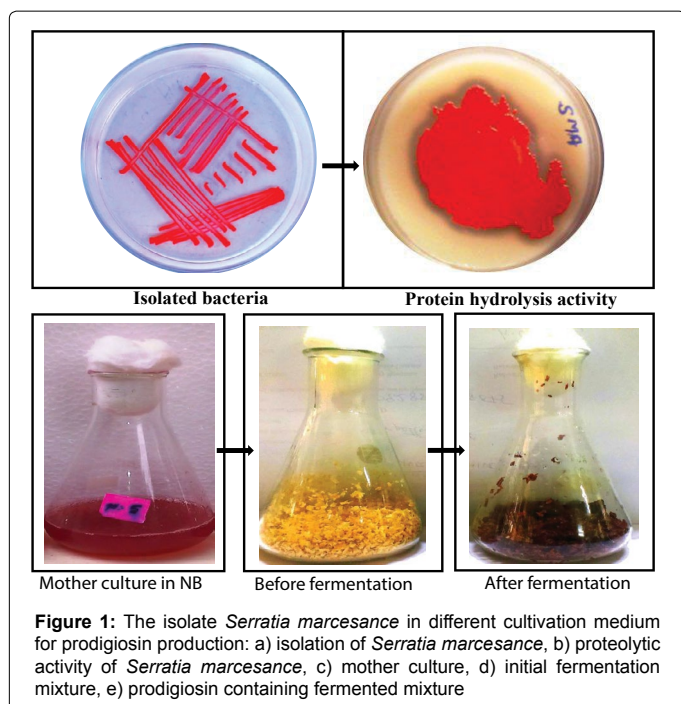 SMA
Isolated bacteria
Protein hydrolysis activity
Mother culture in NB
Before fermentation
After fermentation
Figure 1: The isolate Serratia marcesance in different cultivation medium
for prodigiosin production: a) isolation of Serratia marcesance, b) proteolytic
activity of Serratia marcesance, c) mother culture, d) initial fermentation
mixture, e) prodigiosin containing fermented mixture